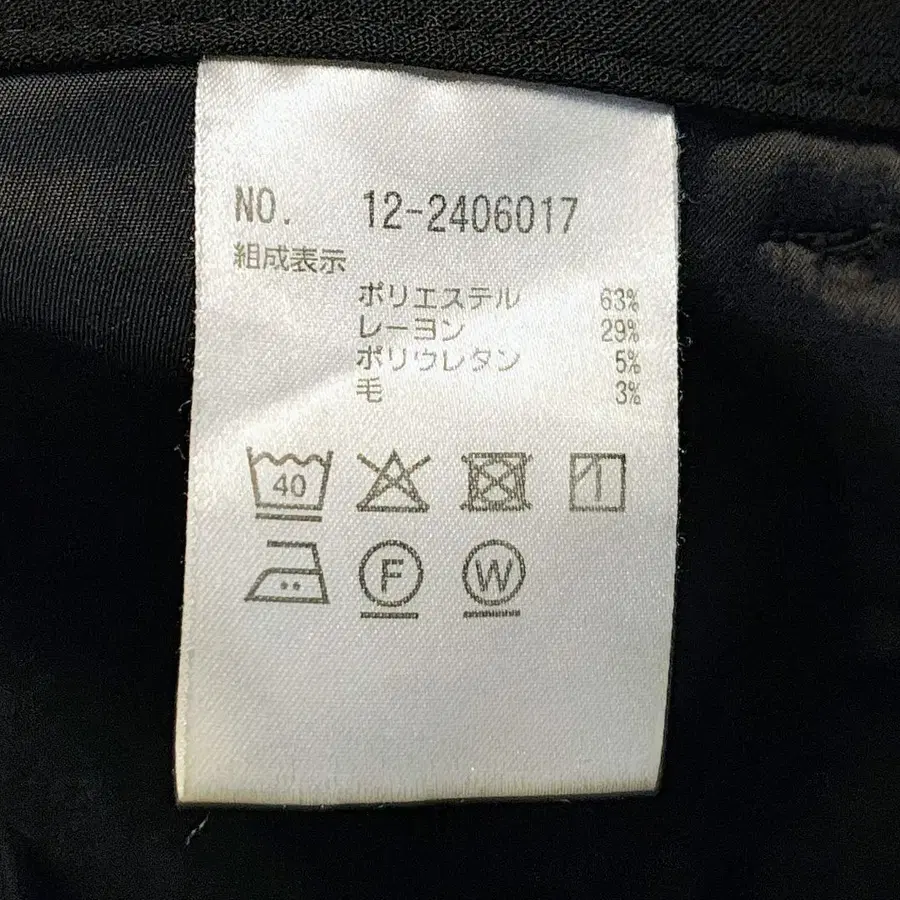 NO. 12-2406017
組成表示
ポリエステル 63%
レーヨン 29%
ポリウレタン 5%
毛 3%
40
F W